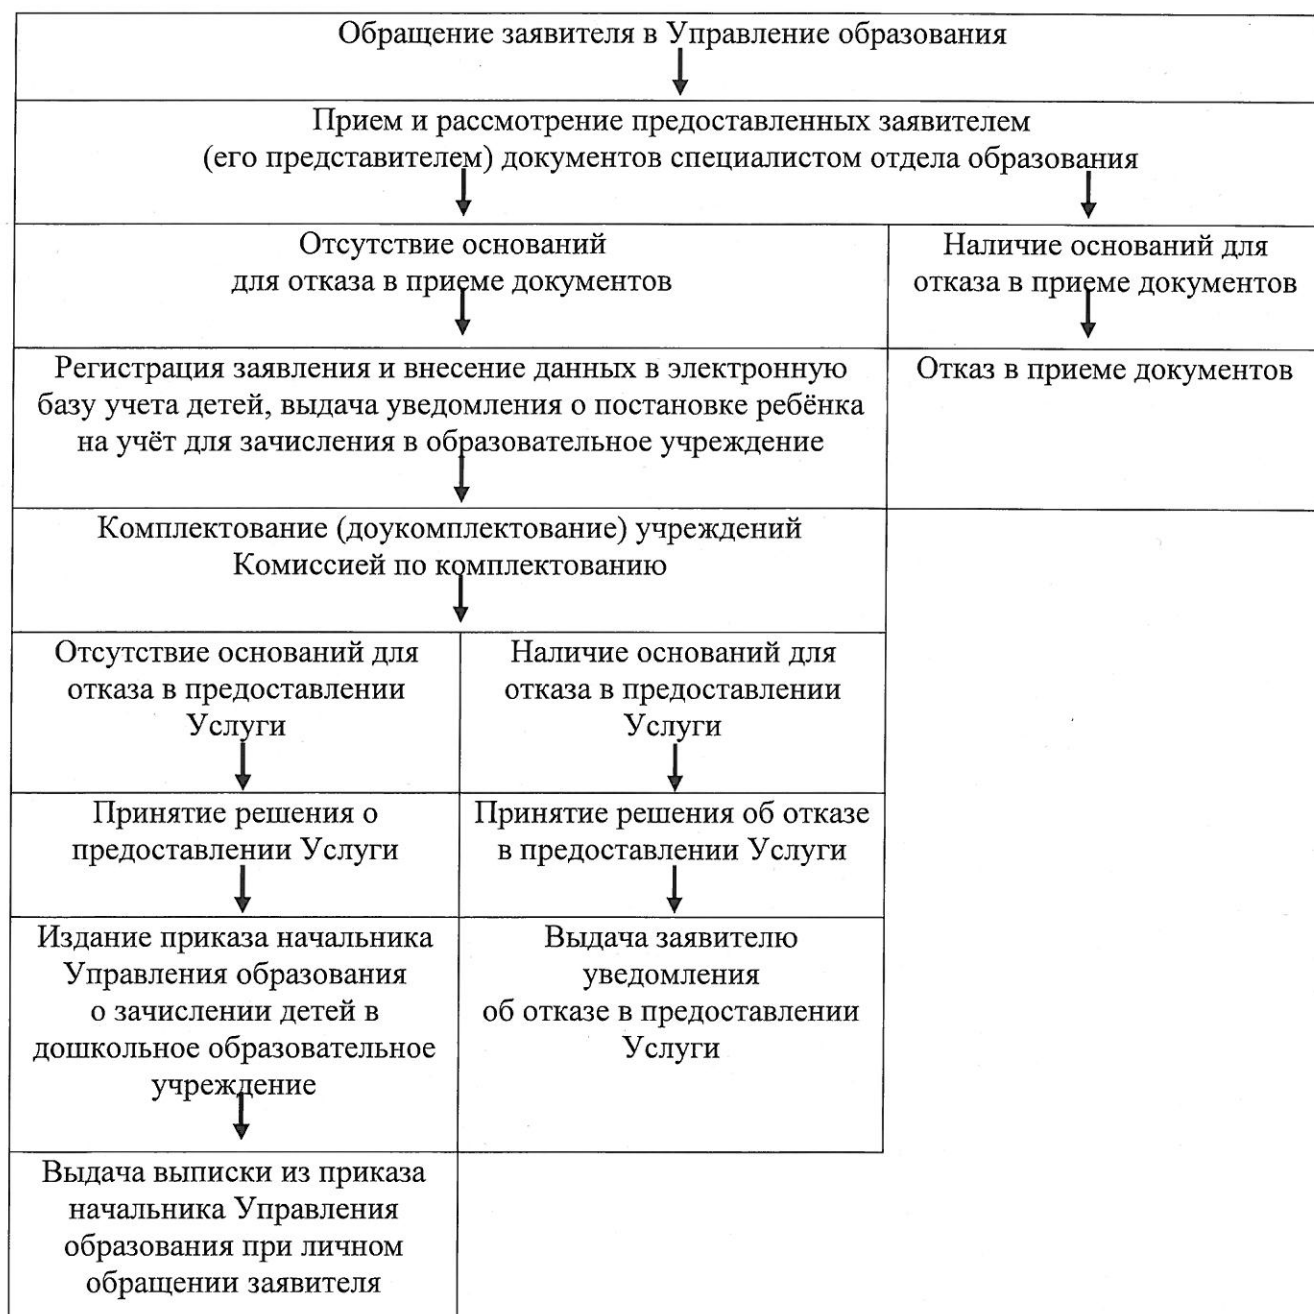 Обращение заявителя в Управление образования
Прием и рассмотрение предоставленных заявителем
(его представителем) документов специалистом отдела образования
Отсутствие оснований
для отказа в приеме документов
Наличие оснований для
отказа в приеме документов
Регистрация заявления и внесение данных в электронную
базу учета детей, выдача уведомления о постановке ребёнка
на учёт для зачисления в образовательное учреждение
Отказ в приеме документов
Комплектование (доукомплектование) учреждений
Комиссией по комплектованию
Отсутствие оснований для
отказа в предоставлении
Услуги
Наличие оснований для
отказа в предоставлении
Услуги
Принятие решения о
предоставлении Услуги
Принятие решения об отказе
в предоставлении Услуги
Издание приказа начальника
Управления образования
о зачислении детей в
дошкольное образовательное
учреждение
Выдача заявителю
уведомления
об отказе в предоставлении
Услуги
Выдача выписки из приказа
начальника Управления
образования при личном
обращении заявителя